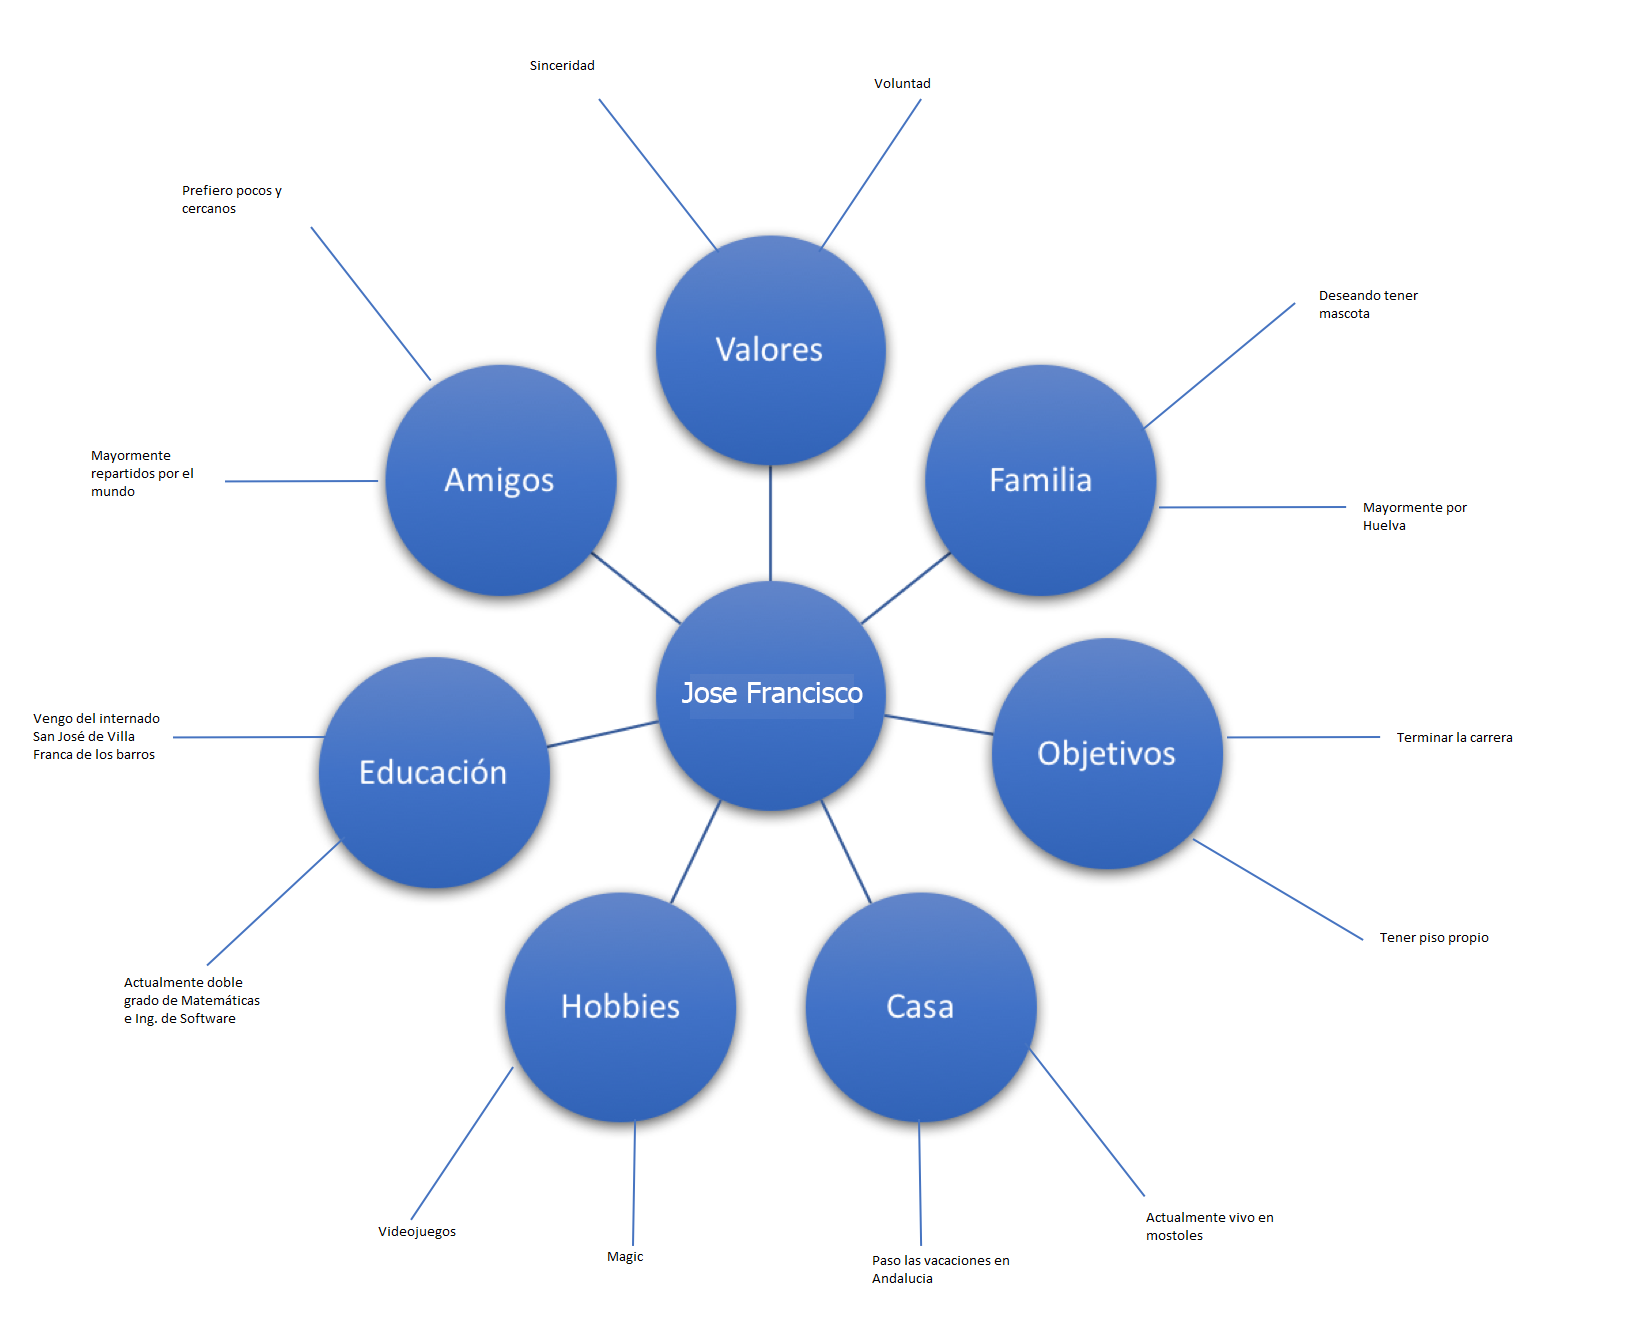 Sinceridad
Voluntad
Prefiero pocos y
cercanos
Deseando tener
mascota
Valores
Mayormente
repartidos por el
mundo
Amigos
Familia
Mayormente por
Huelva
Jose Francisco
Vengo del internado
San José de Villa
Franca de los barros
Educación
Objetivos
Terminar la carrera
Tener piso propio
Actualmente doble
grado de Matemáticas
e Ing. de Software
Hobbies
Casa
Videojuegos
Magic
Paso las vacaciones en
Andalucia
Actualmente vivo en
mostoles